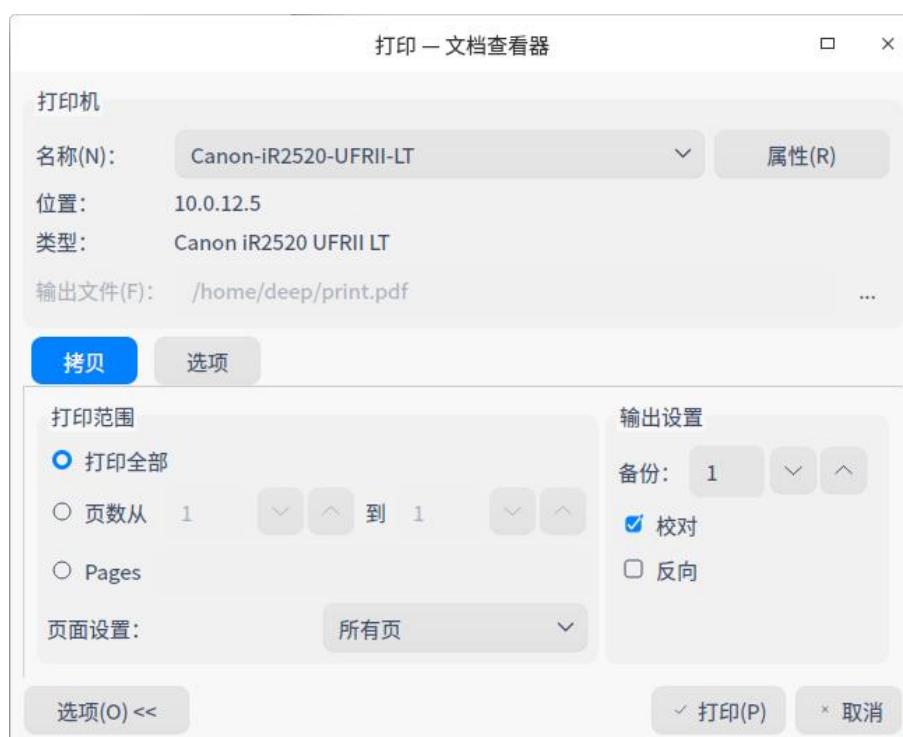 打印 — 文档查看器
打印机
名称(N)： Canon-iR2520-UFRII-LT 属性(R)
位置： 10.0.12.5
类型： Canon iR2520 UFRII LT
输出文件(F)： /home/deep/print.pdf ...
拷贝 选项
打印范围 输出设置
打印全部 备份： 1
页数从 1 到 1 校对
Pages 反向
页面设置： 所有页
选项(O) << 打印(P) 取消